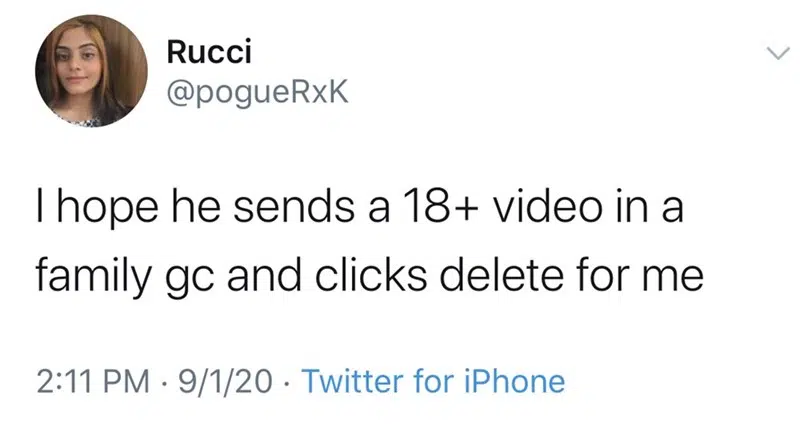 Rucci
@pogueRxK
I hope he sends a 18+ video in a
family gc and clicks delete for me
2:11 PM · 9/1/20 · Twitter for iPhone